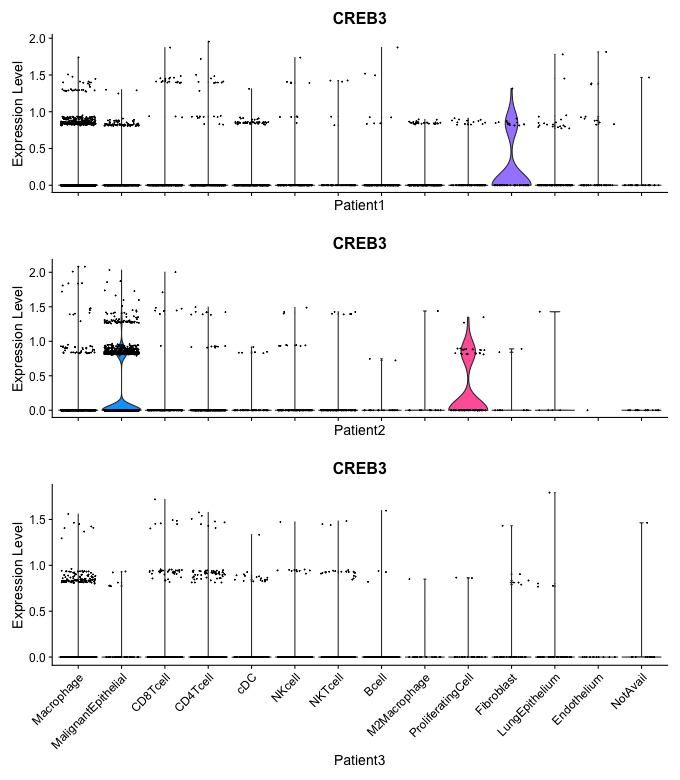 CREB3
Expression Level
2.0
1.5
1.0
0.5
0.0
Patient1
CREB3
Expression Level
2.0
1.5
1.0
0.5
0.0
Patient2
CREB3
Expression Level
1.5
1.0
0.5
0.0
Macrophage
MalignantEpithelial
CD8Tcell
CD4Tcell
cDC
NKcell
NKTcell
Bcell
M2Macrophage
ProliferatingCell
Fibroblast
LungEpithelium
Endothelium
NotAvail
Patient3